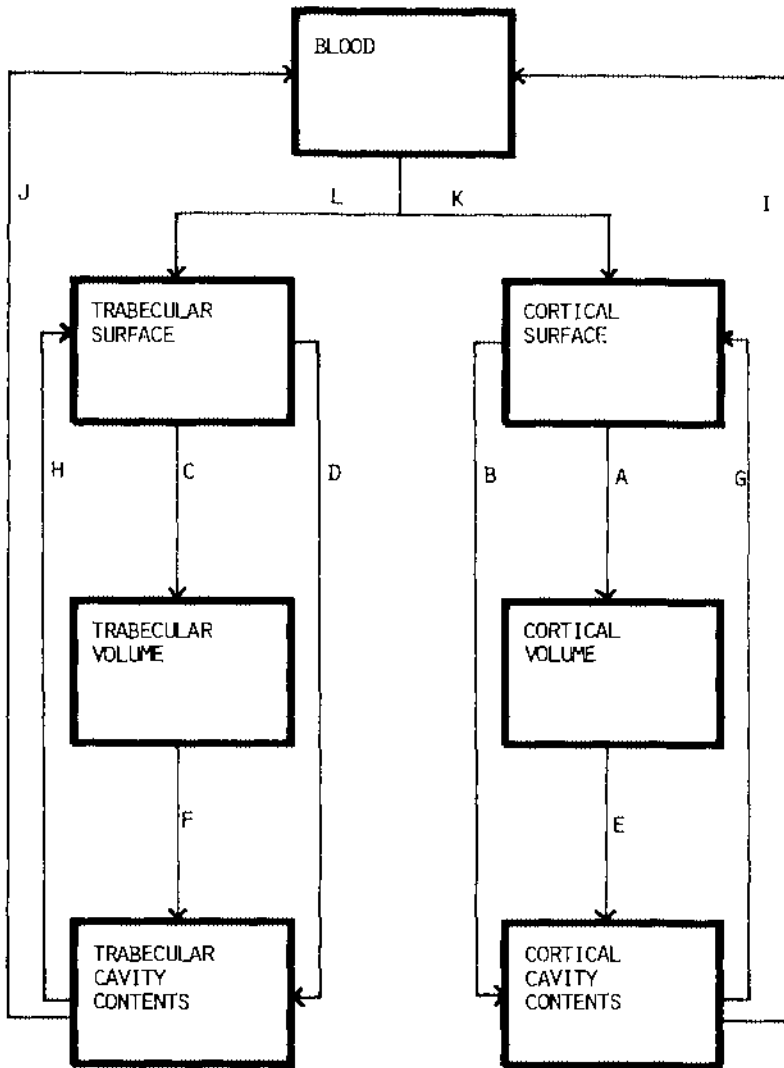 BLOOD
J
L
K
I
TRABECULAR
SURFACE
CORTICAL
SURFACE
H
C
D
B
A
G
TRABECULAR
VOLUME
CORTICAL
VOLUME
F
E
TRABECULAR
CAVITY
CONTENTS
CORTICAL
CAVITY
CONTENTS